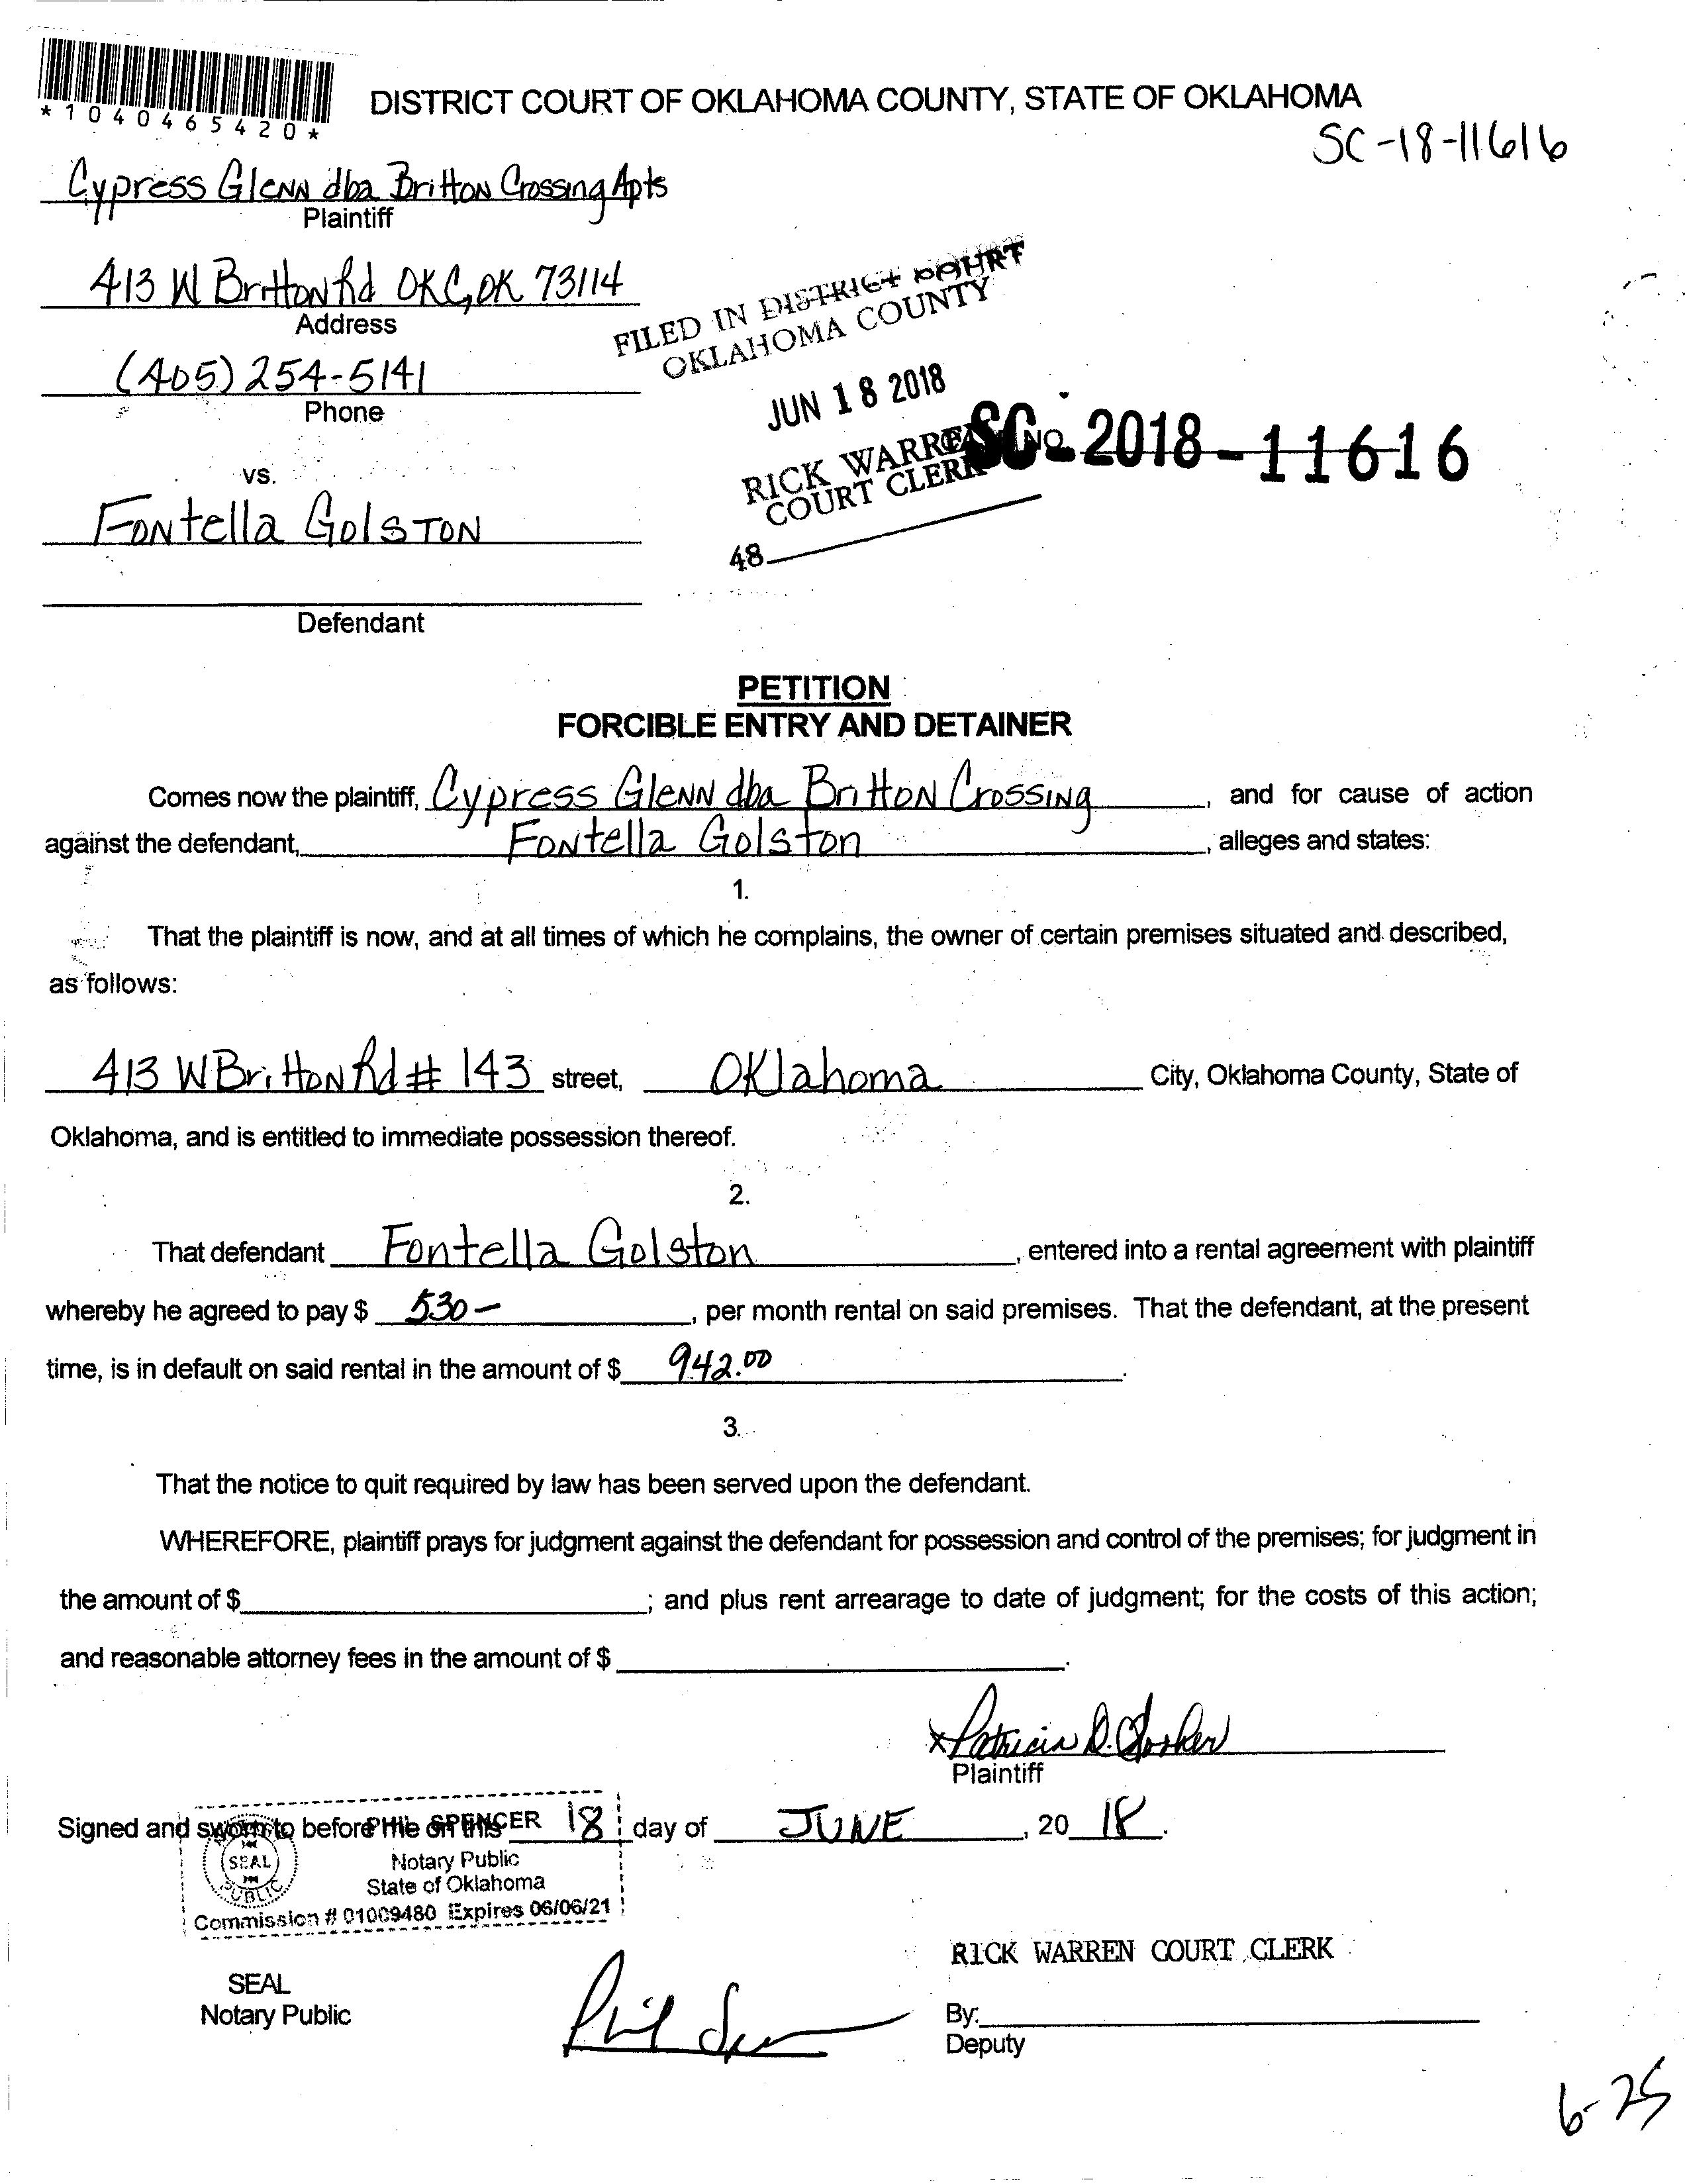 *1040465420*
DISTRICT COURT OF OKLAHOMA COUNTY, STATE OF OKLAHOMA
SC-18-11616
Cypress Glenn dba Britton Crossing Apts
Plaintiff
413 W Britton Rd OKC, OK 73114
Address
(405) 254-5141
Phone
FILED IN DISTRICT COURT
OKLAHOMA COUNTY
JUN 18 2018
RICK WARREN
COURT CLERK
48
SC-2018-11616
vs.
Fontella Golston
Defendant
PETITION
FORCIBLE ENTRY AND DETAINER
Comes now the plaintiff, Cypress Glenn dba Britton Crossing, and for cause of action
against the defendant, Fontella Golston, alleges and states:
1.
That the plaintiff is now, and at all times of which he complains, the owner of certain premises situated and described,
as follows:
413 W Britton Rd # 143 street, Oklahoma City, Oklahoma County, State of
Oklahoma, and is entitled to immediate possession thereof.
2.
That defendant Fontella Golston, entered into a rental agreement with plaintiff
whereby he agreed to pay $ 530-, per month rental on said premises. That the defendant, at the present
time, is in default on said rental in the amount of $ 942.00.
3.
That the notice to quit required by law has been served upon the defendant.
WHEREFORE, plaintiff prays for judgment against the defendant for possession and control of the premises; for judgment in
the amount of $; and plus rent arrearage to date of judgment; for the costs of this action;
and reasonable attorney fees in the amount of $.
x Patricia D.
Plaintiff
Signed and sworn to before me on this 18 day of JUNE, 2018.
PHIL SPENCER
SEAL
PUBLIC
Notary Public
State of Oklahoma
Commission # 01009480 Expires 06/06/21
RICK WARREN COURT CLERK
SEAL
Notary Public
Phil
By:
Deputy
6-25